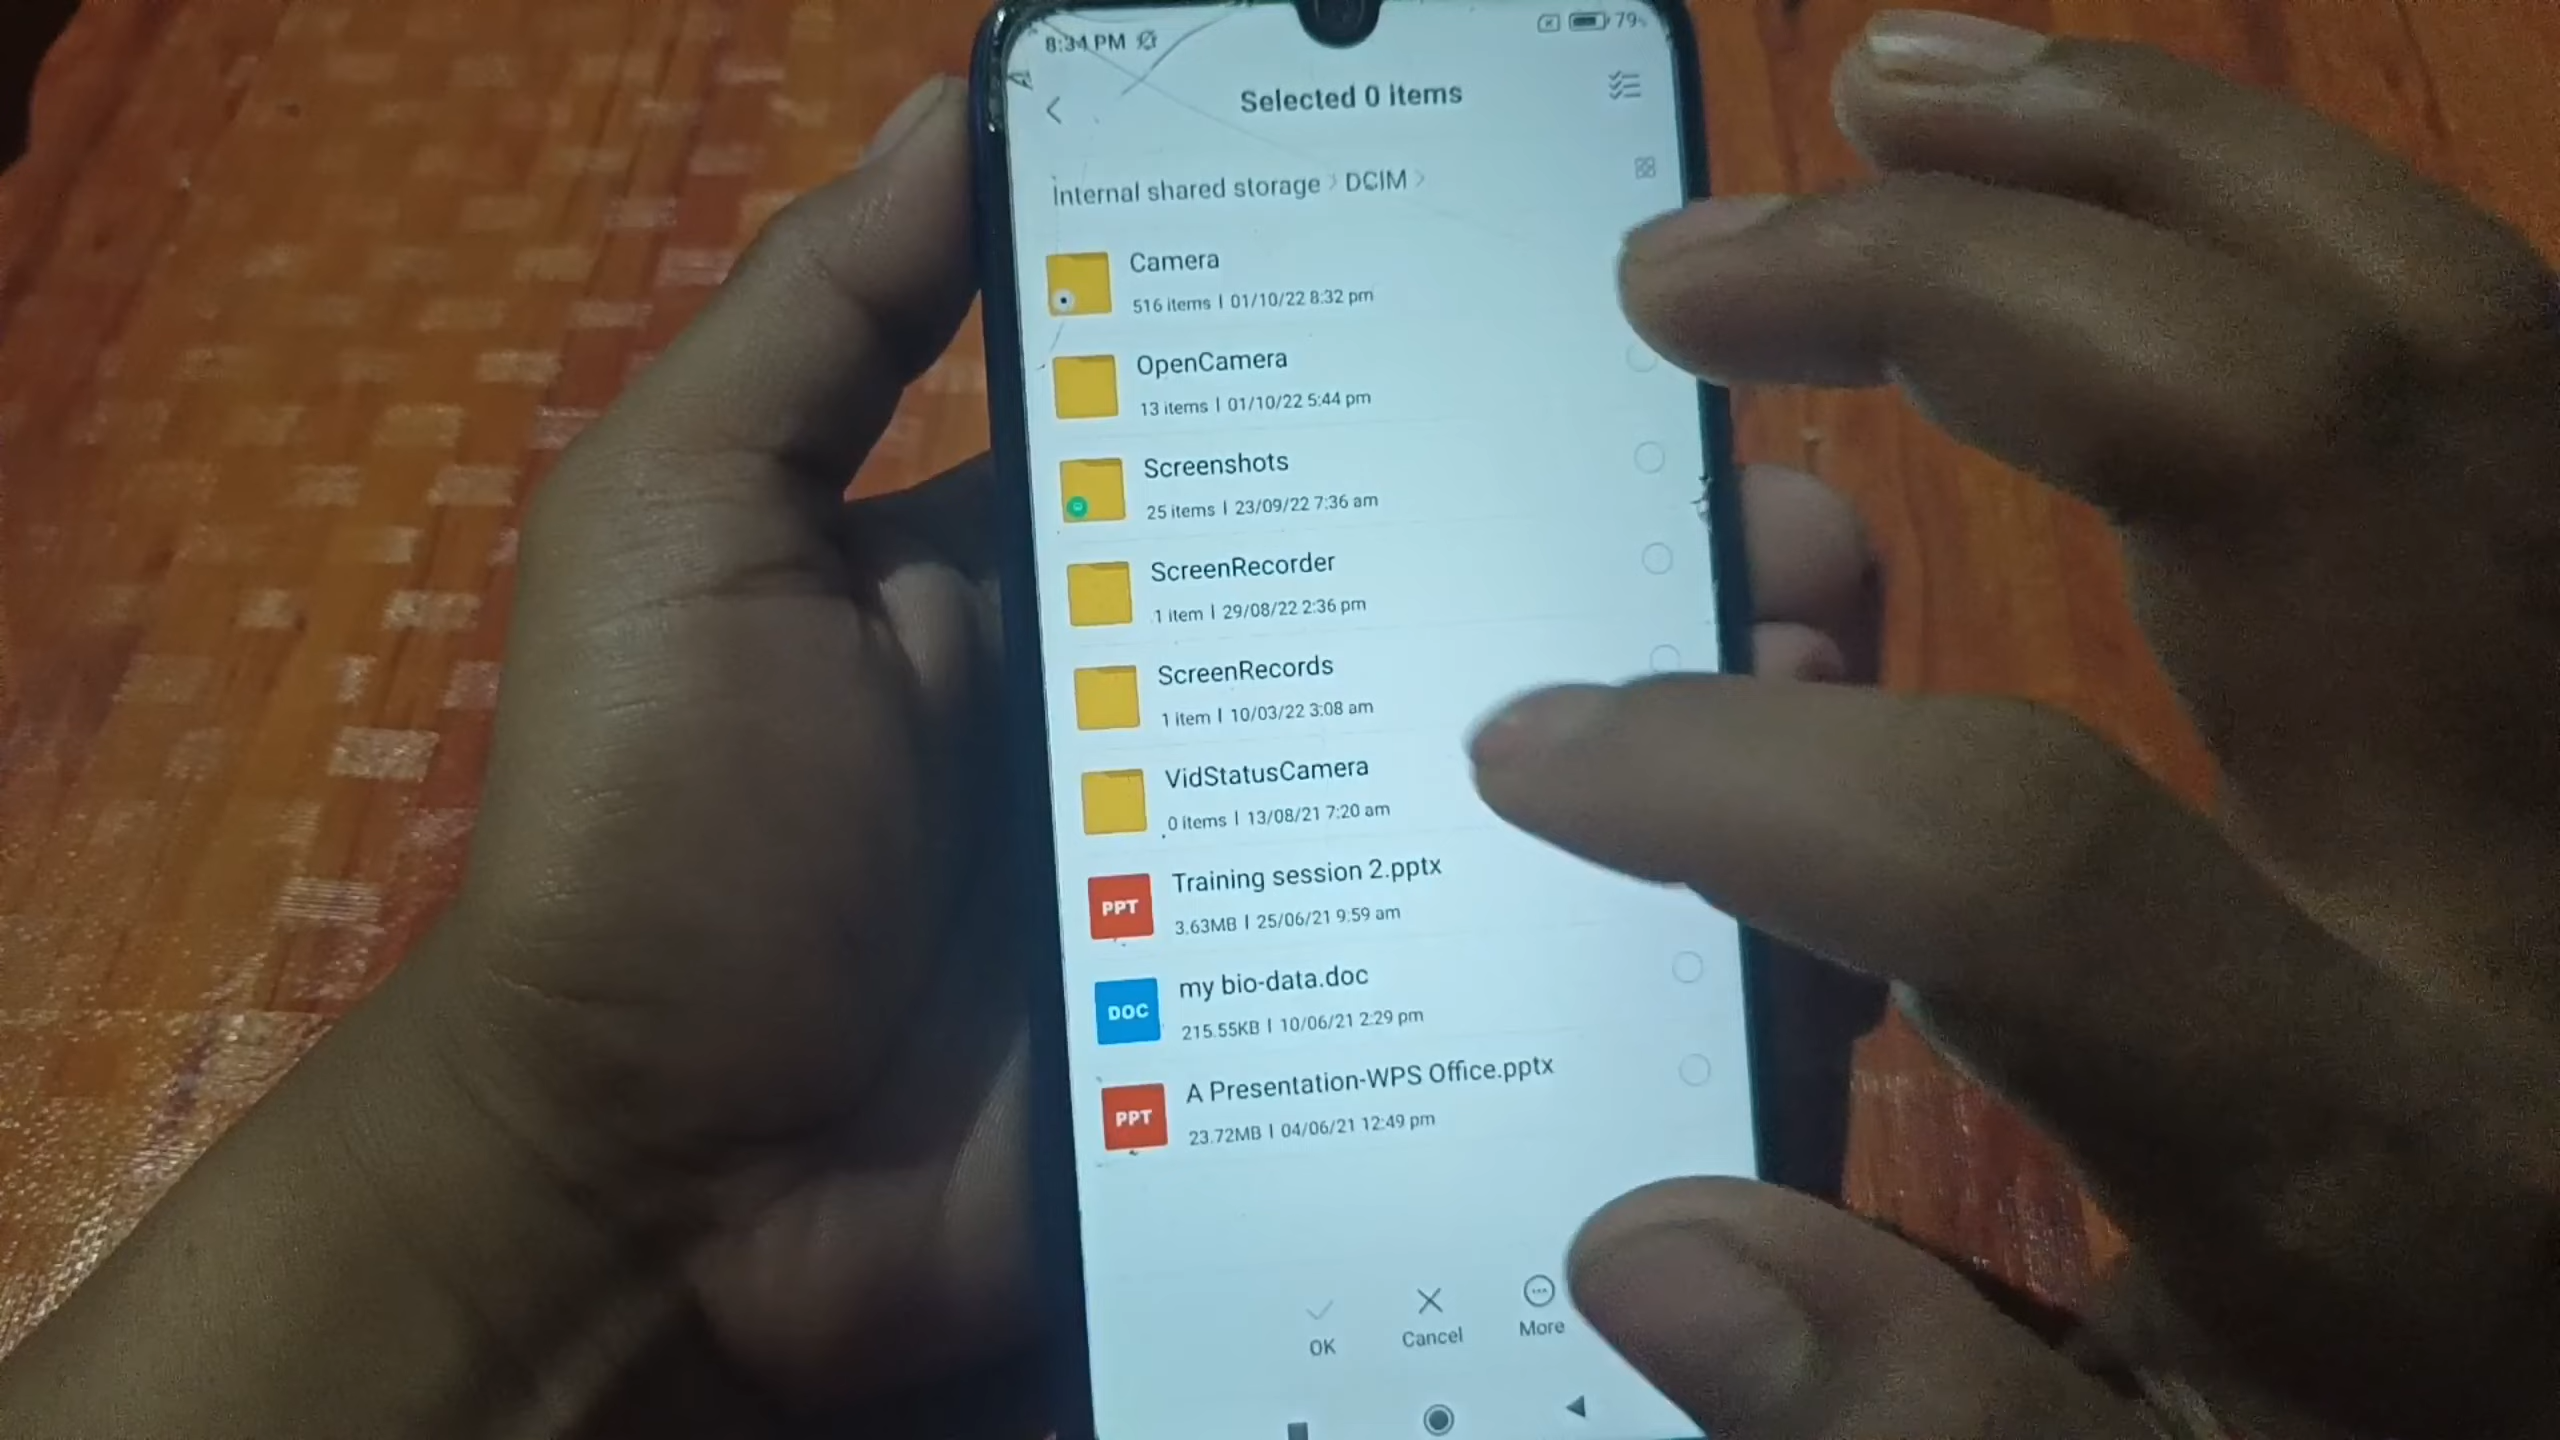 8:34 PM
79%
Selected 0 items
Internal shared storage > DCIM >
Camera
516 items | 01/10/22 8:32 pm
OpenCamera
13 items | 01/10/22 5:44 pm
Screenshots
25 items | 23/09/22 7:36 am
ScreenRecorder
1 item | 29/08/22 2:36 pm
ScreenRecords
1 item | 10/03/22 3:08 am
VidStatusCamera
0 items | 13/08/21 7:20 am
PPT
Training session 2.pptx
3.63MB | 25/06/21 9:59 am
DOC
my bio-data.doc
215.55KB | 10/06/21 2:29 pm
PPT
A Presentation-WPS Office.pptx
23.72MB | 04/06/21 12:49 pm
OK
Cancel
More